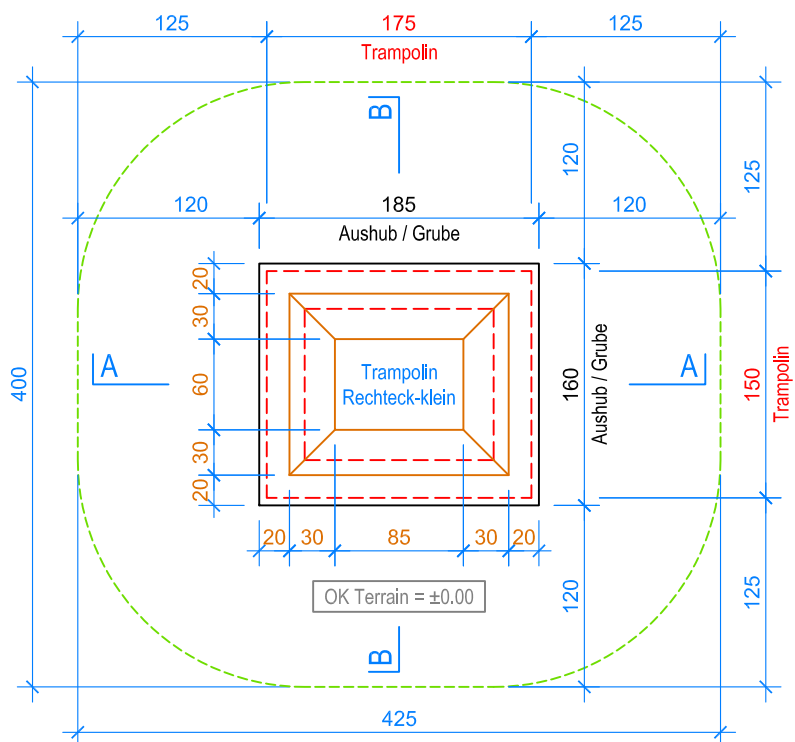 125 175 125
Trampolin
B
120 185 120
Aushub / Grube
120
125
20
30
60
30
20
400
A
Trampolin
Rechteck-klein
160
Aushub / Grube
A
150
Trampolin
20 30 85 30 20
OK Terrain = ±0.00
120
125
B
425